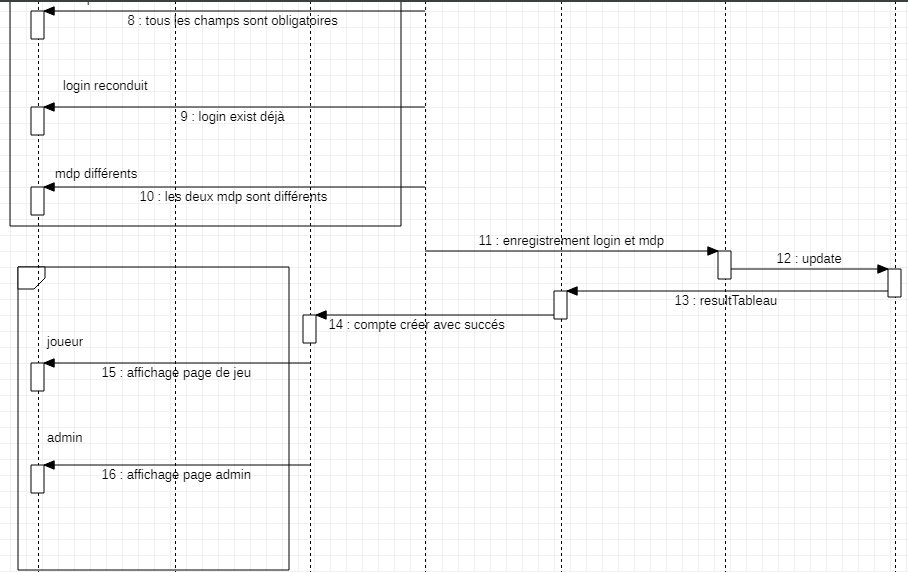 8 : tous les champs sont obligatoires
login reconduit
9 : login exist déjà
mdp différents
10 : les deux mdp sont différents
11 : enregistrement login et mdp
12 : update
13 : resultTableau
14 : compte créer avec succés
joueur
15 : affichage page de jeu
admin
16 : affichage page admin